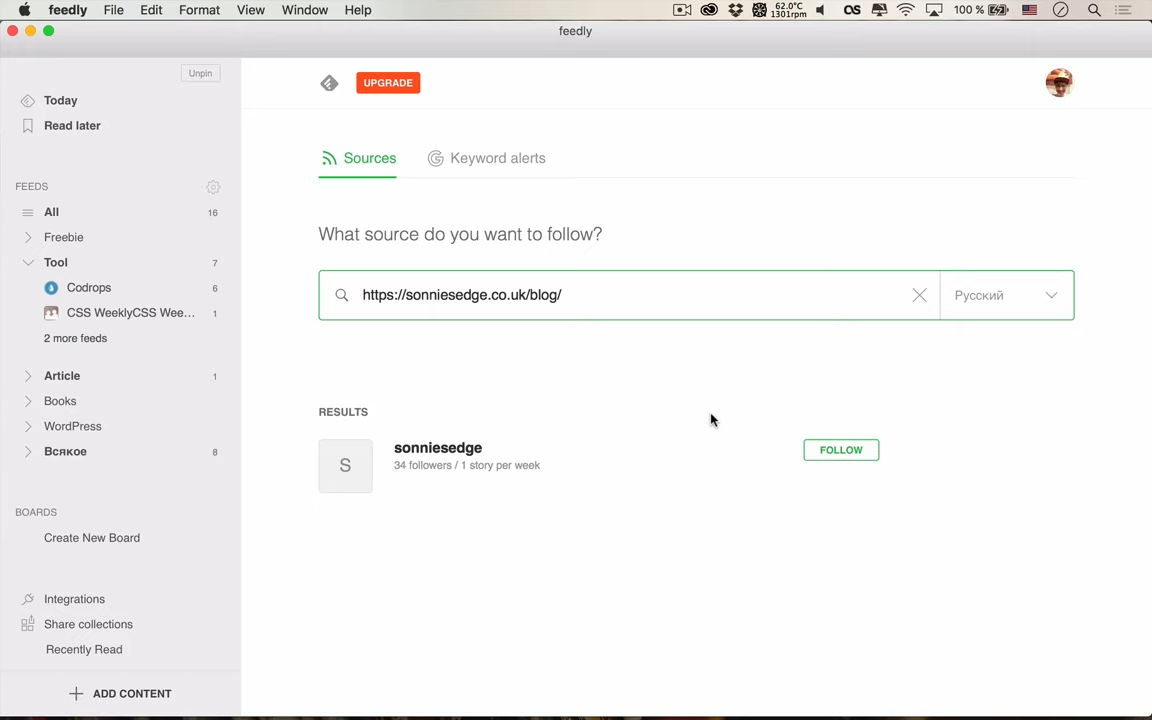 feedly File Edit Format View Window Help
62.0°C
1301rpm
100 %
feedly
Unpin
Today
Read later
FEEDS
All 16
Freebie
Tool 7
Codrops 6
CSS WeeklyCSS Wee... 1
2 more feeds
Article 1
Books
WordPress
Всякое 8
BOARDS
Create New Board
Integrations
Share collections
Recently Read
ADD CONTENT
UPGRADE
Sources Keyword alerts
What source do you want to follow?
https://sonniesedge.co.uk/blog/ Русский
RESULTS
S
sonniesedge
34 followers / 1 story per week
FOLLOW